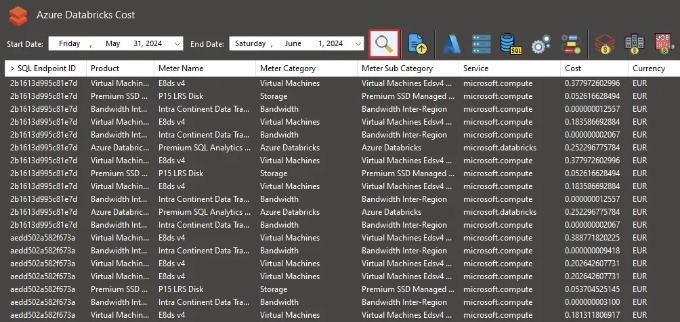 Azure Databricks Cost
Start Date: Friday , May 31, 2024 End Date: Saturday , June 1, 2024 SQL
> SQL Endpoint ID Product Meter Name Meter Category Meter Sub Category Service Cost Currency
2b1613d995c81e7d Virtual Machin... E8ds v4 Virtual Machines Virtual Machines Edsv4 ... microsoft.compute 0.377972602996 EUR
2b1613d995c81e7d Premium SSD ... P15 LRS Disk Storage Premium SSD Managed ... microsoft.compute 0.052616628494 EUR
2b1613d995c81e7d Bandwidth Int... Intra Continent Data Tra... Bandwidth Bandwidth Inter-Region microsoft.compute 0.000000012557 EUR
2b1613d995c81e7d Virtual Machin... E8ds v4 Virtual Machines Virtual Machines Edsv4 ... microsoft.compute 0.183586692884 EUR
2b1613d995c81e7d Bandwidth Int... Intra Continent Data Tra... Bandwidth Bandwidth Inter-Region microsoft.compute 0.000000002067 EUR
2b1613d995c81e7d Azure Databric... Premium SQL Analytics ... Azure Databricks Azure Databricks microsoft.databricks 0.252296775784 EUR
2b1613d995c81e7d Virtual Machin... E8ds v4 Virtual Machines Virtual Machines Edsv4 ... microsoft.compute 0.377972602996 EUR
2b1613d995c81e7d Premium SSD ... P15 LRS Disk Storage Premium SSD Managed ... microsoft.compute 0.052616628494 EUR
2b1613d995c81e7d Virtual Machin... E8ds v4 Virtual Machines Virtual Machines Edsv4 ... microsoft.compute 0.183586692884 EUR
2b1613d995c81e7d Bandwidth Int... Intra Continent Data Tra... Bandwidth Bandwidth Inter-Region microsoft.compute 0.000000002067 EUR
2b1613d995c81e7d Azure Databric... Premium SQL Analytics ... Azure Databricks Azure Databricks microsoft.databricks 0.252296775784 EUR
2b1613d995c81e7d Bandwidth Int... Intra Continent Data Tra... Bandwidth Bandwidth Inter-Region microsoft.compute 0.000000012557 EUR
aedd502a582f673a Virtual Machin... E8ds v4 Virtual Machines Virtual Machines Edsv4 ... microsoft.compute 0.388771820225 EUR
aedd502a582f673a Bandwidth Int... Intra Continent Data Tra... Bandwidth Bandwidth Inter-Region microsoft.compute 0.000000009418 EUR
aedd502a582f673a Virtual Machin... E8ds v4 Virtual Machines Virtual Machines Edsv4 ... microsoft.compute 0.202642607731 EUR
aedd502a582f673a Virtual Machin... E8ds v4 Virtual Machines Virtual Machines Edsv4 ... microsoft.compute 0.202642607731 EUR
aedd502a582f673a Premium SSD ... P15 LRS Disk Storage Premium SSD Managed ... microsoft.compute 0.053704525145 EUR
aedd502a582f673a Bandwidth Int... Intra Continent Data Tra... Bandwidth Bandwidth Inter-Region microsoft.compute 0.000000003100 EUR
aedd502a582f673a Virtual Machin... E8ds v4 Virtual Machines Virtual Machines Edsv4 ... microsoft.compute 0.181311806917 EUR